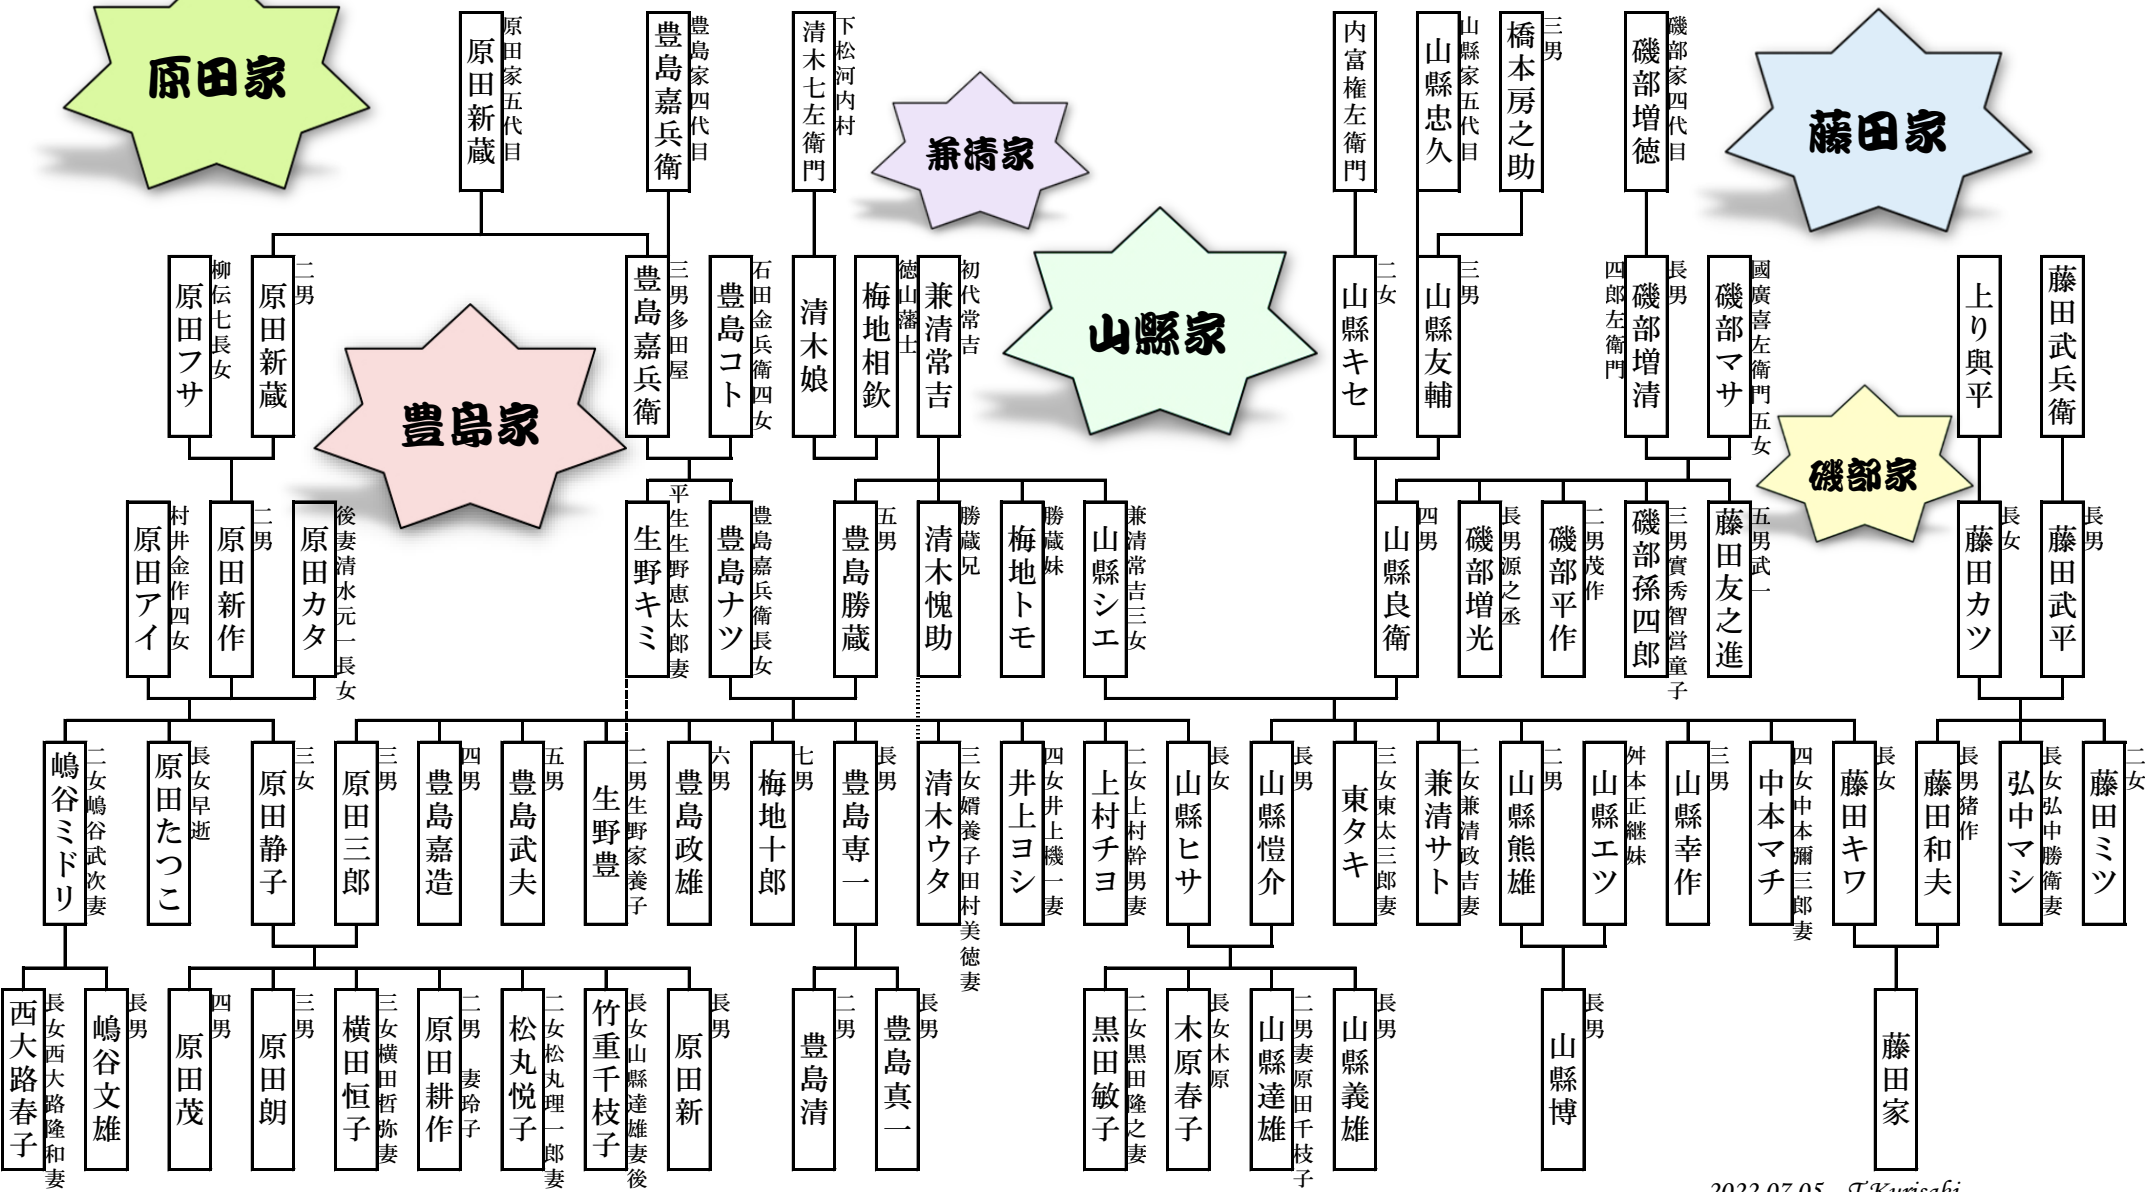 原田家
原田新蔵
原田家五代目
豊島嘉兵衛
豊島家四代目
清木七左衛門
下松河内村
兼清家
内富権左衛門
山縣忠久
山縣家五代目
橋本房之助
三男
磯部増徳
磯部家四代目
藤田家
原田フサ
柳伝七長女
原田新蔵
二男
豊島家
豊島嘉兵衛
三男多田屋
豊島コト
石田金兵衛四女
清木娘
梅地相欽
徳山藩士
兼清常吉
初代常吉
山縣家
山縣キセ
二女
山縣友輔
三男
四郎左衛門
磯部増清
長男
磯部マサ
國廣喜左衛門五女
磯部家
上り與平
藤田武兵衛
原田アイ
村井金作四女
原田新作
二男
原田カタ
後妻清水元一長女
生野キミ
平生生野恵太郎妻
豊島ナツ
豊島嘉兵衛長女
豊島勝蔵
五男
清木愧助
勝蔵兄
梅地トモ
勝蔵妹
山縣シエ
兼清常吉三女
山縣良衛
四男
磯部増光
長男源之丞
磯部平作
二男茂作
磯部孫四郎
三男實秀智営童子
藤田友之進
五男武一
藤田カツ
長女
藤田武平
長男
嶋谷ミドリ
二女嶋谷武次妻
原田たつこ
長女早逝
原田静子
三女
原田三郎
三男
豊島嘉造
四男
豊島武夫
五男
生野豊
二男生野家養子
豊島政雄
六男
梅地十郎
七男
豊島専一
長男
清木ウタ
三女婿養子田村美徳妻
井上ヨシ
四女井上機一妻
上村チヨ
二女上村幹男妻
山縣ヒサ
長女
山縣愷介
長男
東タキ
三女東太三郎妻
兼清サト
二女兼清政吉妻
山縣熊雄
二男
山縣エツ
舛本正継妹
山縣幸作
三男
中本マチ
四女中本彌三郎妻
藤田キワ
長女
藤田和夫
長男猪作
弘中マシ
長女弘中勝衛妻
藤田ミツ
二女
西大路春子
長女西大路隆和妻
嶋谷文雄
長男
原田茂
四男
原田朗
三男
横田恒子
三女横田哲弥妻
原田耕作
二男 妻玲子
松丸悦子
二女松丸理一郎妻
竹重千枝子
長女山縣達雄妻後
原田新
長男
豊島清
二男
豊島真一
長男
黒田敏子
二女黒田隆之妻
木原春子
長女木原
山縣達雄
二男妻原田千枝子
山縣義雄
長男
山縣博
長男
藤田家
2022.07.05 T.Kurisaki